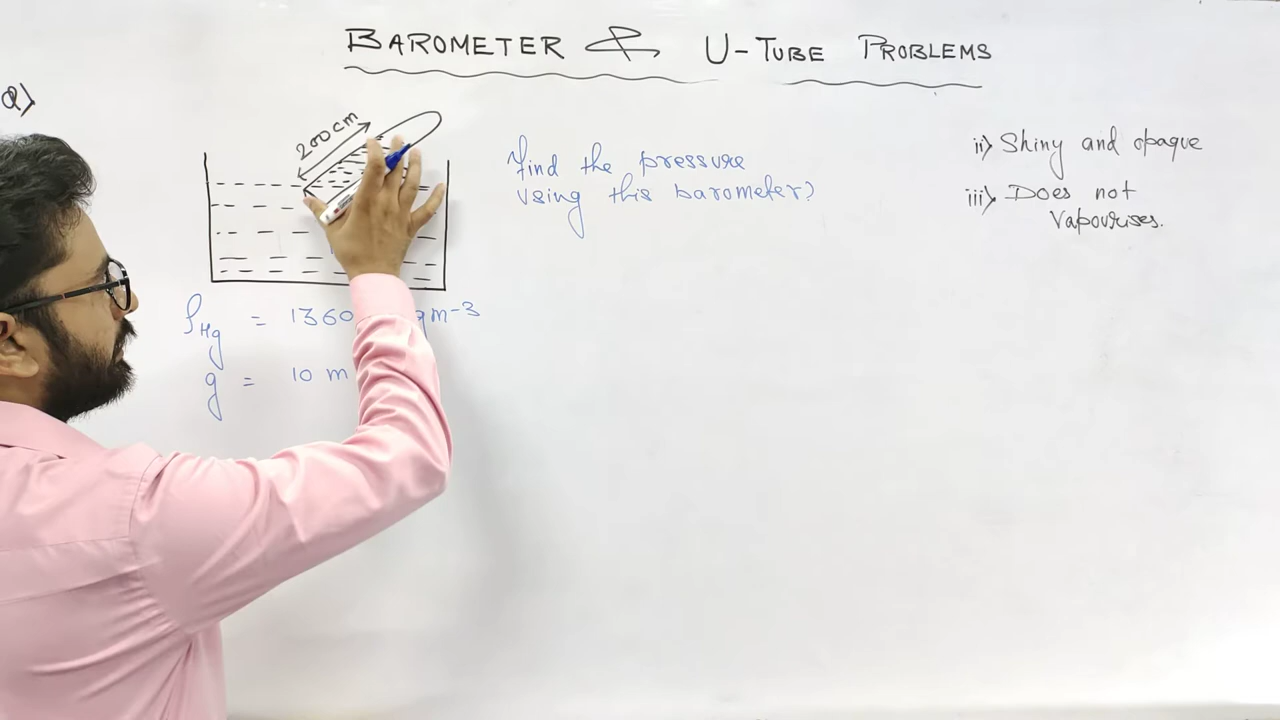 BAROMETER & U-TUBE PROBLEMS
Q)
200 cm
find the pressure
using this barometer?
ii) Shiny and opaque
iii) Does not
Vapourises.
ρHg = 1360 gm-3
g = 10 m